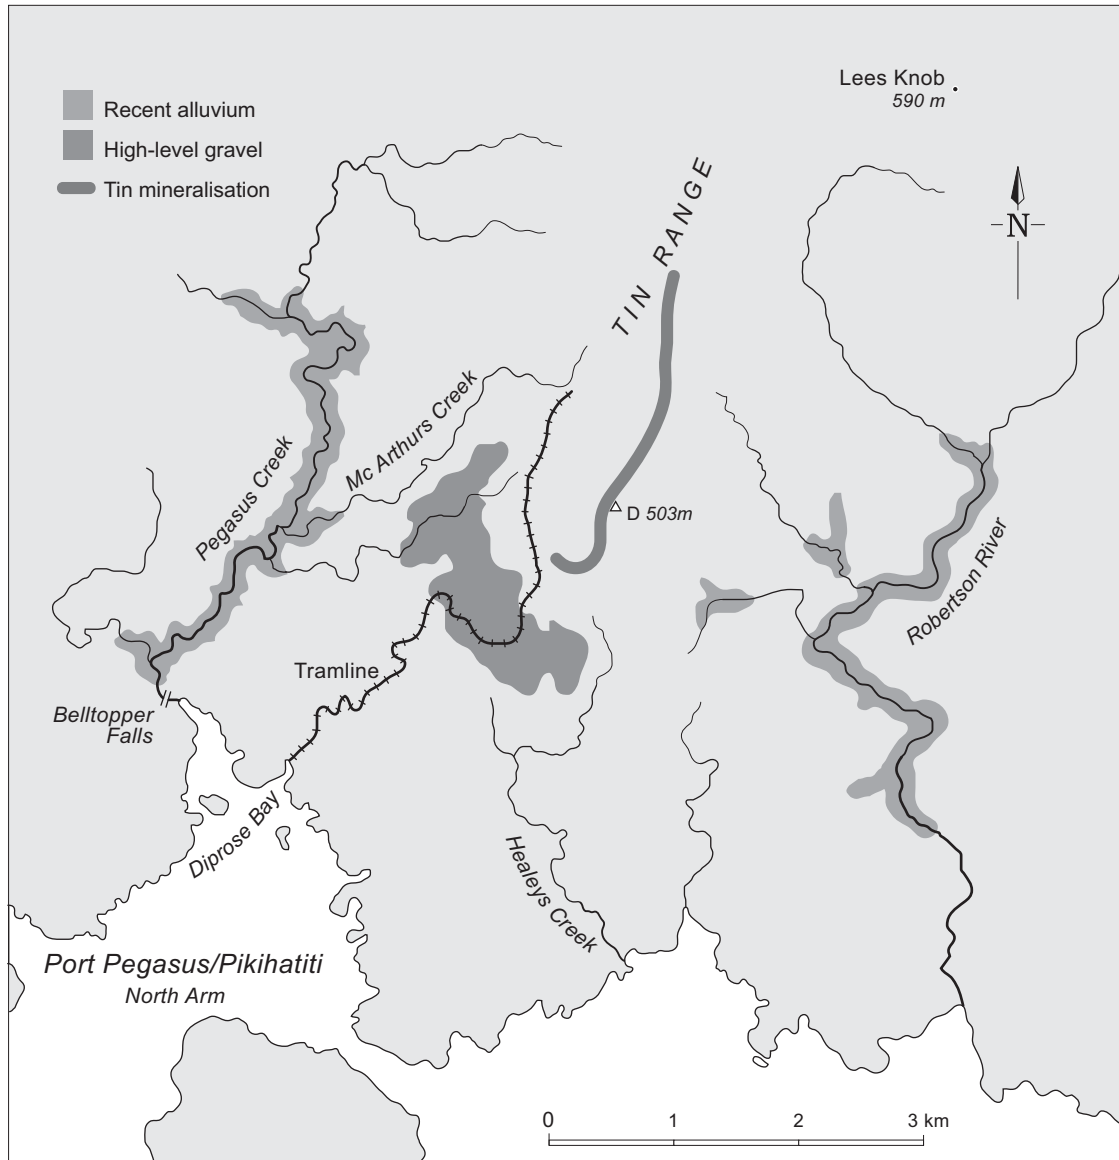 Lees Knob
590 m
Recent alluvium
High-level gravel
Tin mineralisation
TIN RANGE
N
Mc Arthurs Creek
Pegasus Creek
D 503m
Robertson River
Tramline
Belltopper
Falls
Diprose Bay
Healeys Creek
Port Pegasus/Pikihatiti
North Arm
0 1 2 3 km